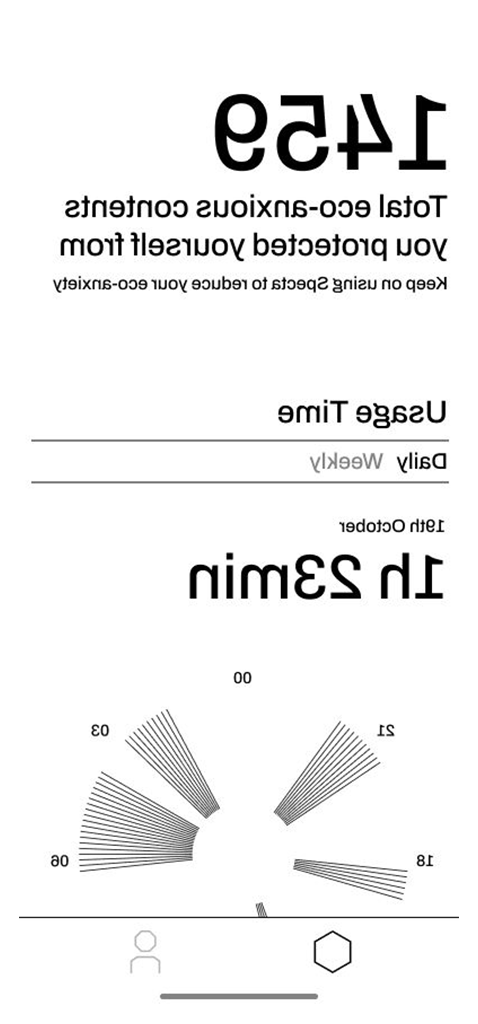 1459
Total eco-anxious contents
you protected yourself from
Keep on using Specta to reduce your eco-anxiety
Usage Time
Daily Weekly
19th October
1h 23min
00
03
21
06
18